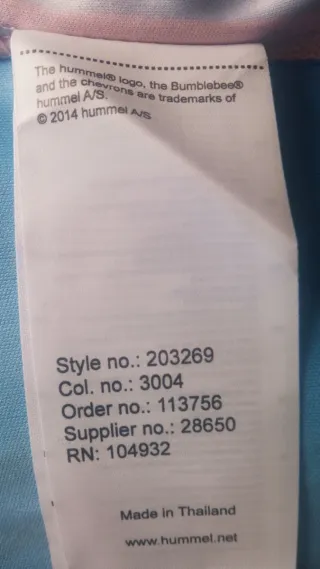 The hummel® logo, the Bumblebee®
and the chevrons are trademarks of
hummel A/S.
© 2014 hummel A/S
Style no.: 203269
Col. no.: 3004
Order no.: 113756
Supplier no.: 28650
RN: 104932
Made in Thailand
www.hummel.net